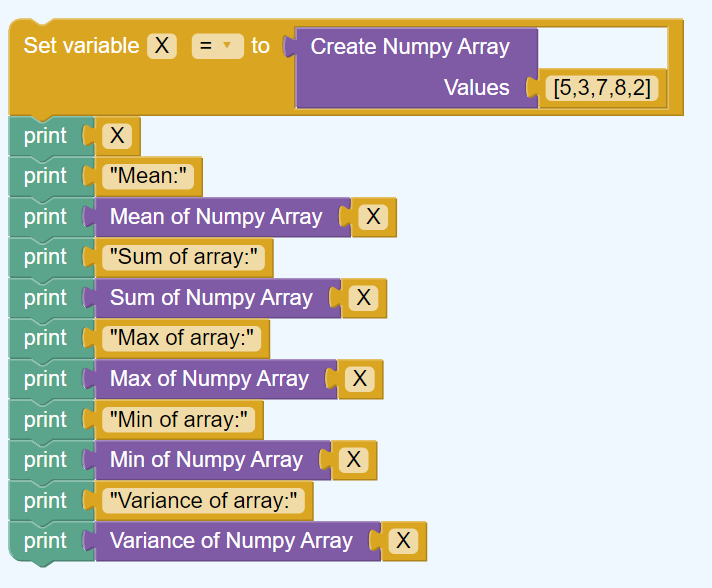 Set variable X = ▾ to Create Numpy Array
Values [5,3,7,8,2]
print X
print "Mean:"
print Mean of Numpy Array X
print "Sum of array:"
print Sum of Numpy Array X
print "Max of array:"
print Max of Numpy Array X
print "Min of array:"
print Min of Numpy Array X
print "Variance of array:"
print Variance of Numpy Array X